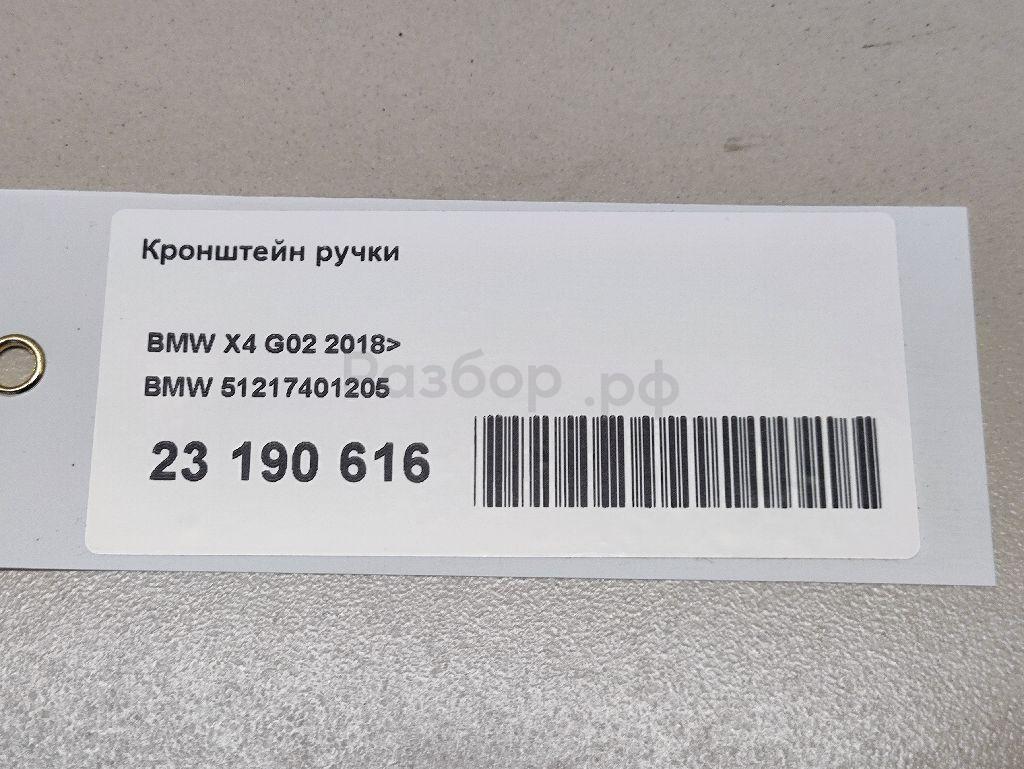 Кронштейн ручки
BMW X4 G02 2018>
BMW 51217401205
Разбор.рф
23 190 616